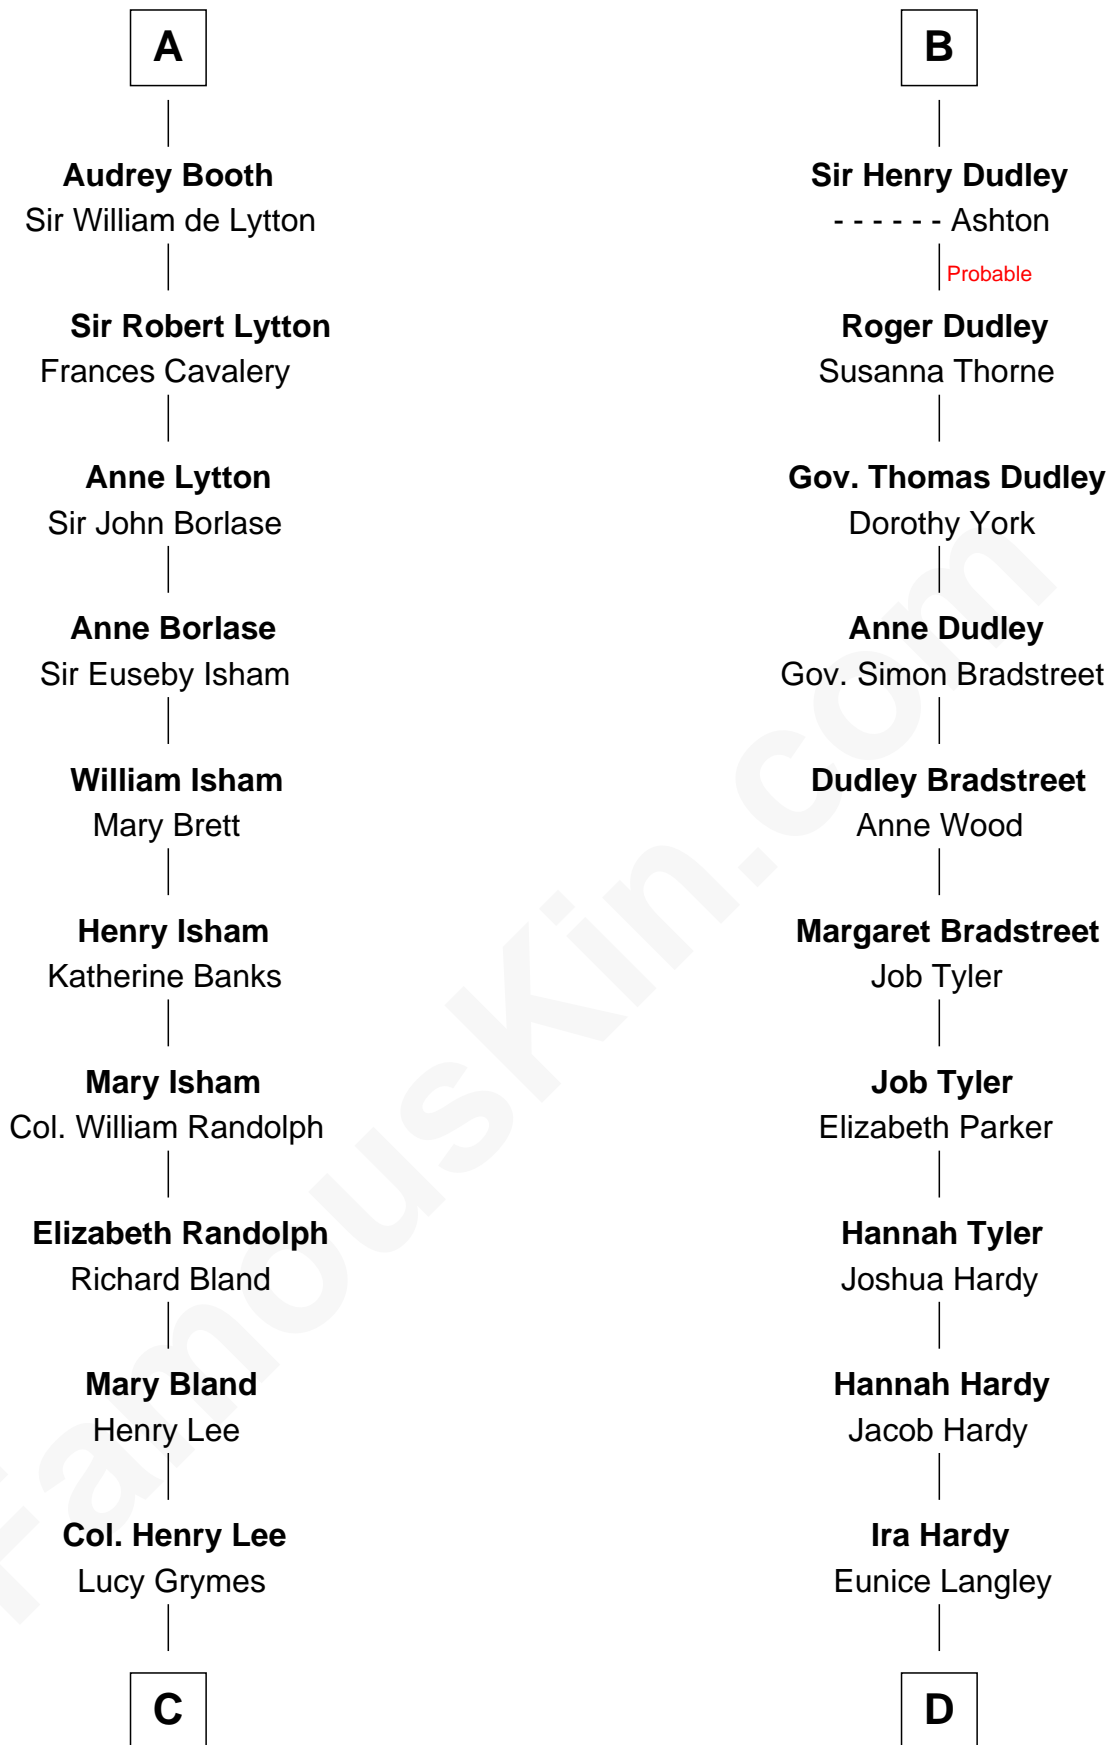 A
Audrey Booth
Sir William de Lytton
Sir Robert Lytton
Frances Cavalery
Anne Lytton
Sir John Borlase
Anne Borlase
Sir Euseby Isham
William Isham
Mary Brett
Henry Isham
Katherine Banks
Mary Isham
Col. William Randolph
Elizabeth Randolph
Richard Bland
Mary Bland
Henry Lee
Col. Henry Lee
Lucy Grymes
C
B
Sir Henry Dudley
- - - - - - Ashton
Probable
Roger Dudley
Susanna Thorne
Gov. Thomas Dudley
Dorothy York
Anne Dudley
Gov. Simon Bradstreet
Dudley Bradstreet
Anne Wood
Margaret Bradstreet
Job Tyler
Job Tyler
Elizabeth Parker
Hannah Tyler
Joshua Hardy
Hannah Hardy
Jacob Hardy
Ira Hardy
Eunice Langley
D
FamousKin.com